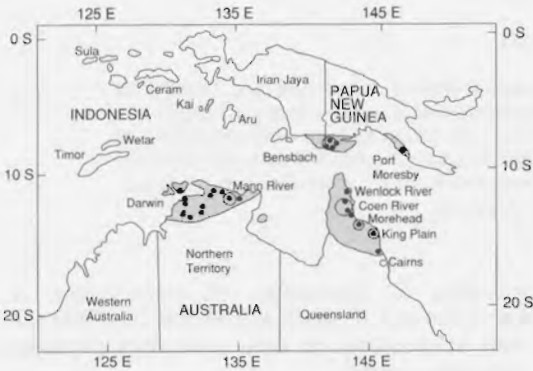 125 E 135 E 145 E
0 S 0 S
Sula
Ceram
Irian Jaya
PAPUA
NEW
GUINEA
INDONESIA
Kai
Aru
Wetar
Timor
Bensbach
Port
Moresby
10 S 10 S
Mann River
Darwin
Wenlock River
Coen River
Morehead
King Plain
Cairns
Northern
Territory
Western
Australia
AUSTRALIA
Queensland
20 S 20 S
125 E 135 E 145 E